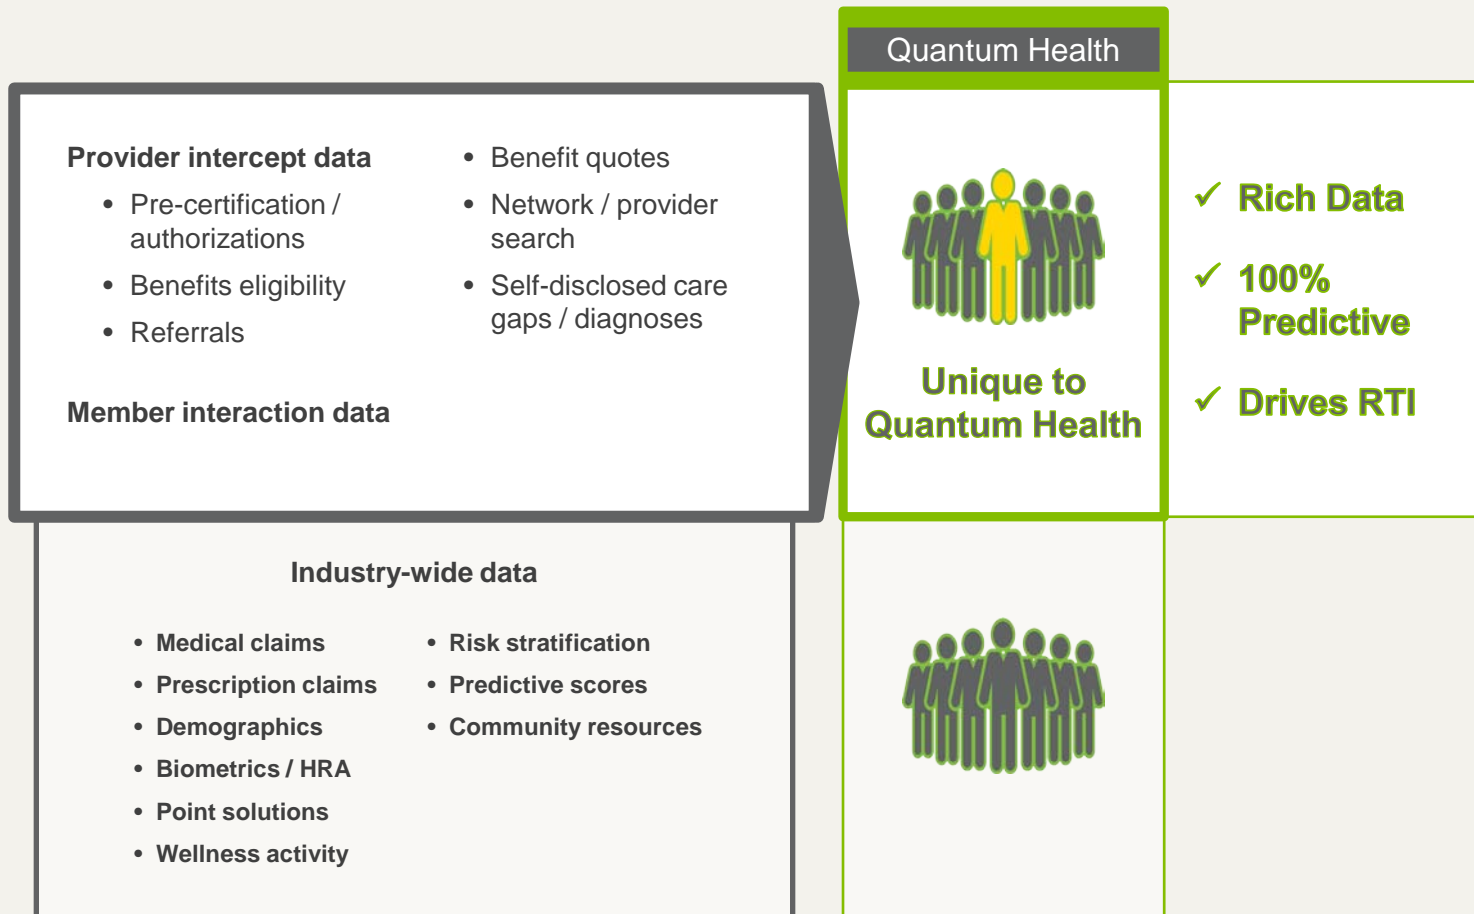 Quantum Health
Provider intercept data
• Pre-certification /
authorizations
• Benefits eligibility
• Referrals
Member interaction data
• Benefit quotes
• Network / provider
search
• Self-disclosed care
gaps / diagnoses
Unique to
Quantum Health
✓ Rich Data
✓ 100%
Predictive
✓ Drives RTI
Industry-wide data
• Medical claims
• Prescription claims
• Demographics
• Biometrics / HRA
• Point solutions
• Wellness activity
• Risk stratification
• Predictive scores
• Community resources